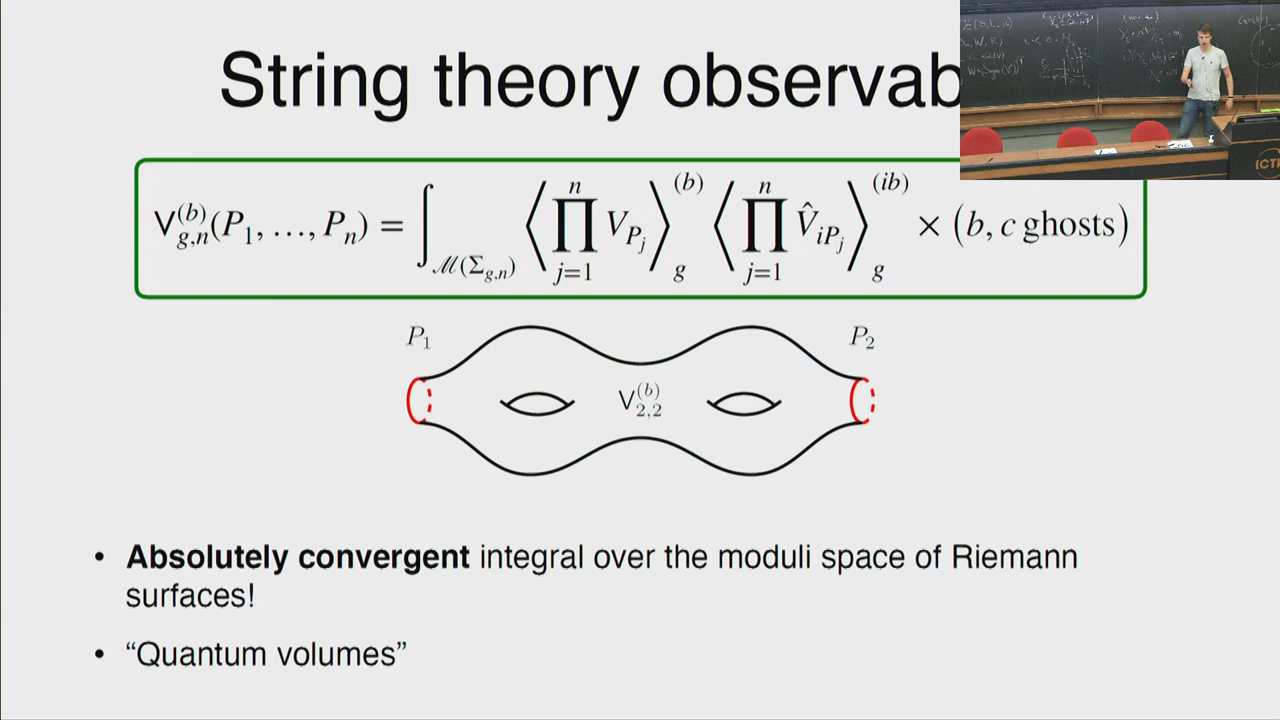 String theory observab
V_{g,n}^{(b)}(P_1, …, P_n) = ∫_{ℳ(Σ_{g,n})} ⟨∏_{j=1}^{n} V_{P_j}⟩_g^{(b)} ⟨∏_{j=1}^{n} V̂_{iP_j}⟩_g^{(ib)} × (b, c ghosts)
P_1 P_2
V_{2,2}^{(b)}
• Absolutely convergent integral over the moduli space of Riemann
surfaces!
• “Quantum volumes”